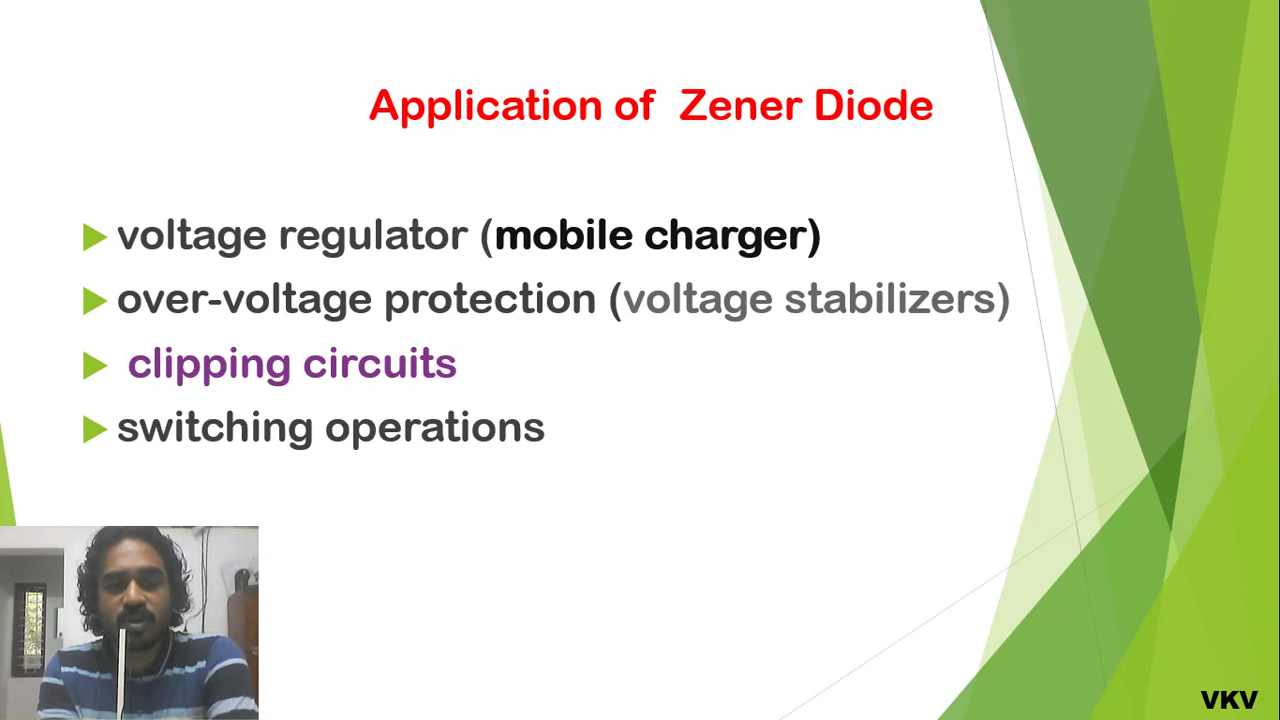 Application of Zener Diode
voltage regulator (mobile charger)
over-voltage protection (voltage stabilizers)
clipping circuits
switching operations
VKV